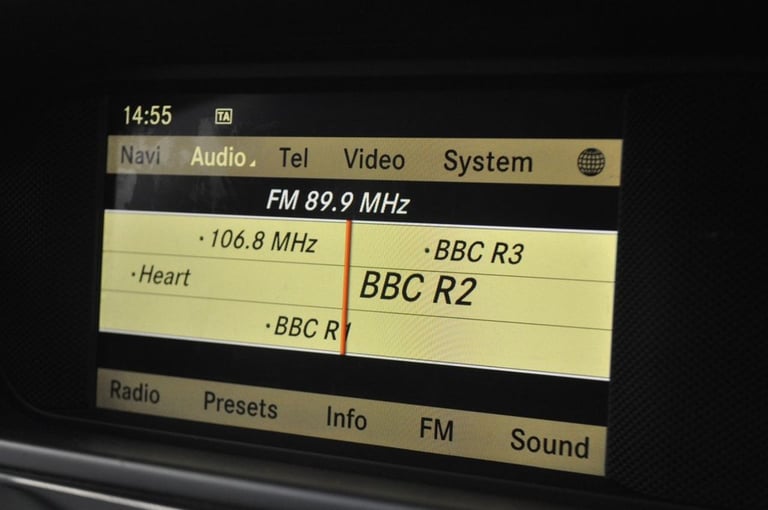 14:55 TA
Navi Audio Tel Video System
FM 89.9 MHz
·106.8 MHz ·BBC R3
·Heart BBC R2
·BBC R1
Radio Presets Info FM Sound